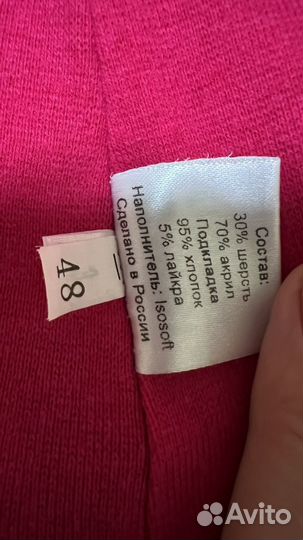 Состав:
30% шерсть
70% акрил
Подкладка
95% хлопок
5% лайкра
Наполнитель: Isosoft
Сделано в России
48
Avito